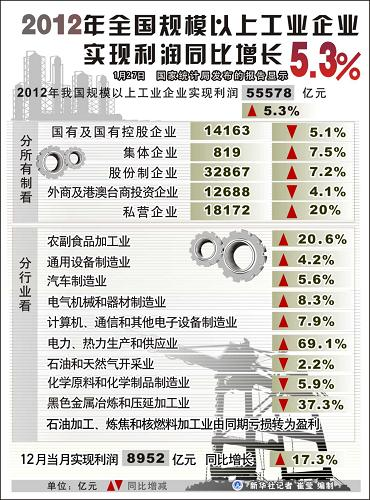 2012年全国规模以上工业企业
实现利润同比增长5.3%
1月27日 国家统计局发布的报告显示
2012年我国规模以上工业企业实现利润 55578 亿元
▲ 5.3%
分所有制看
国有及国有控股企业 14163 ▼ 5.1%
集体企业 819 ▲ 7.5%
股份制企业 32867 ▲ 7.2%
外商及港澳台商投资企业 12688 ▼ 4.1%
私营企业 18172 ▲ 20%
分行业看
农副食品加工业 ▲ 20.6%
通用设备制造业 ▲ 4.2%
汽车制造业 ▲ 5.6%
电气机械和器材制造业 ▲ 8.3%
计算机、通信和其他电子设备制造业 ▲ 7.9%
电力、热力生产和供应业 ▲ 69.1%
石油和天然气开采业 ▼ 2.2%
化学原料和化学制品制造业 ▼ 5.9%
黑色金属冶炼和压延加工业 ▼ 37.3%
石油加工、炼焦和核燃料加工业由同期亏损转为盈利
12月当月实现利润 8952 亿元 同比增长 ▲ 17.3%
单位：亿元 ▲▼ 同比增减 新华社记者 崔莹 编制